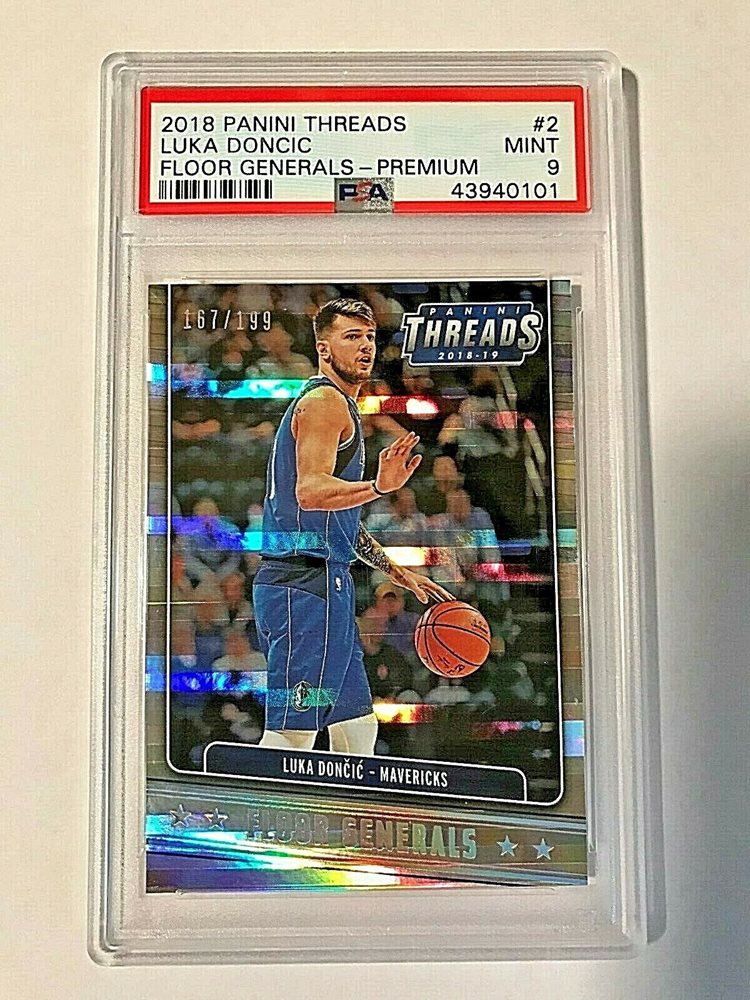 2018 PANINI THREADS #2
LUKA DONCIC MINT
FLOOR GENERALS - PREMIUM 9
PSA 43940101
167/199
PANINI
THREADS
2018-19
LUKA DONČIĆ - MAVERICKS
FLOOR GENERALS